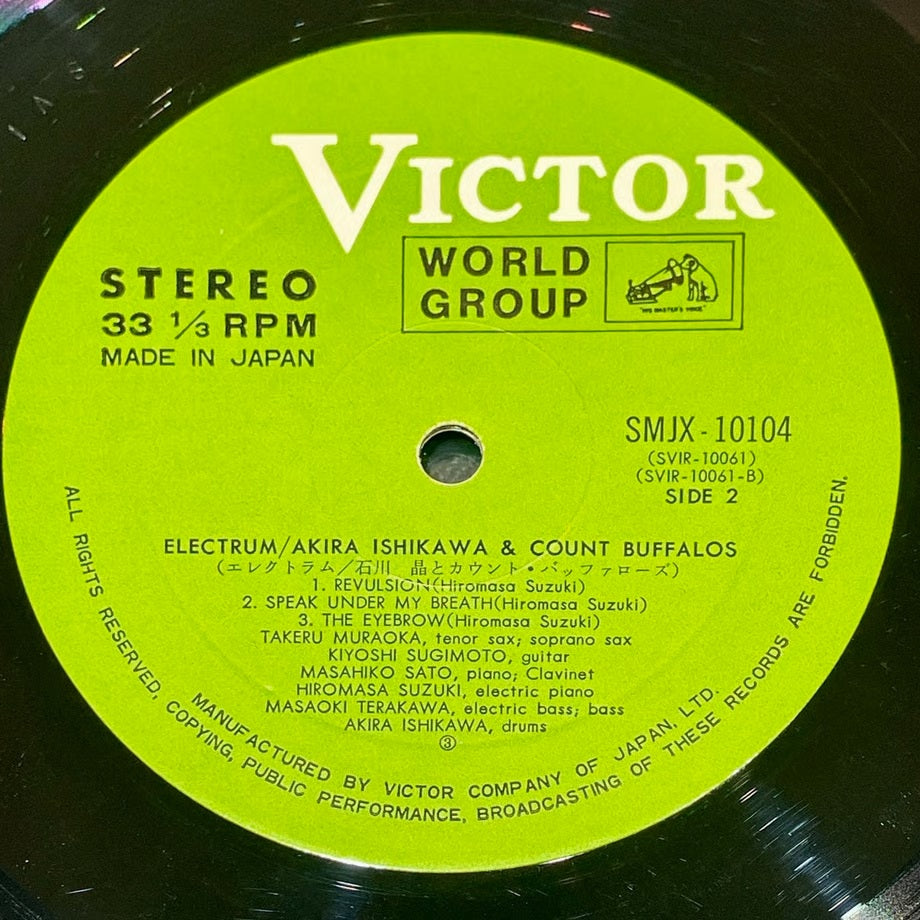 VICTOR
WORLD
GROUP
"HIS MASTER'S VOICE"
STEREO
33 1/3 RPM
MADE IN JAPAN
SMJX-10104
(SVIR-10061)
(SVIR-10061-B)
SIDE 2
ELECTRUM/AKIRA ISHIKAWA & COUNT BUFFALOS
(エレクトラム/石川 晶とカウント・バッファローズ)
1. REVULSION(Hiromasa Suzuki)
2. SPEAK UNDER MY BREATH(Hiromasa Suzuki)
3. THE EYEBROW(Hiromasa Suzuki)
TAKERU MURAOKA, tenor sax; soprano sax
KIYOSHI SUGIMOTO, guitar
MASAHIKO SATO, piano; Clavinet
HIROMASA SUZUKI, electric piano
MASAOKI TERAKAWA, electric bass; bass
AKIRA ISHIKAWA, drums
③
MANUFACTURED BY VICTOR COMPANY OF JAPAN, LTD.
ALL RIGHTS RESERVED, COPYING, PUBLIC PERFORMANCE, BROADCASTING OF THESE RECORDS ARE FORBIDDEN.